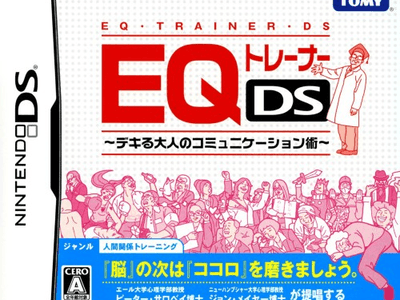 TOMY
EQ・TRAINER・DS
EQトレーナー
DS
～デキる大人のコミュニケーション術～
NINTENDO DS
『脳』の次は『ココロ』を磨きましょう。
ジャンル 人間関係トレーニング
エール大学心理学部教授 ニューハンプシャー大学心理学部教授
ピーター・サロベイ博士 ジョン・メイヤー博士 が提唱する
CERO
A